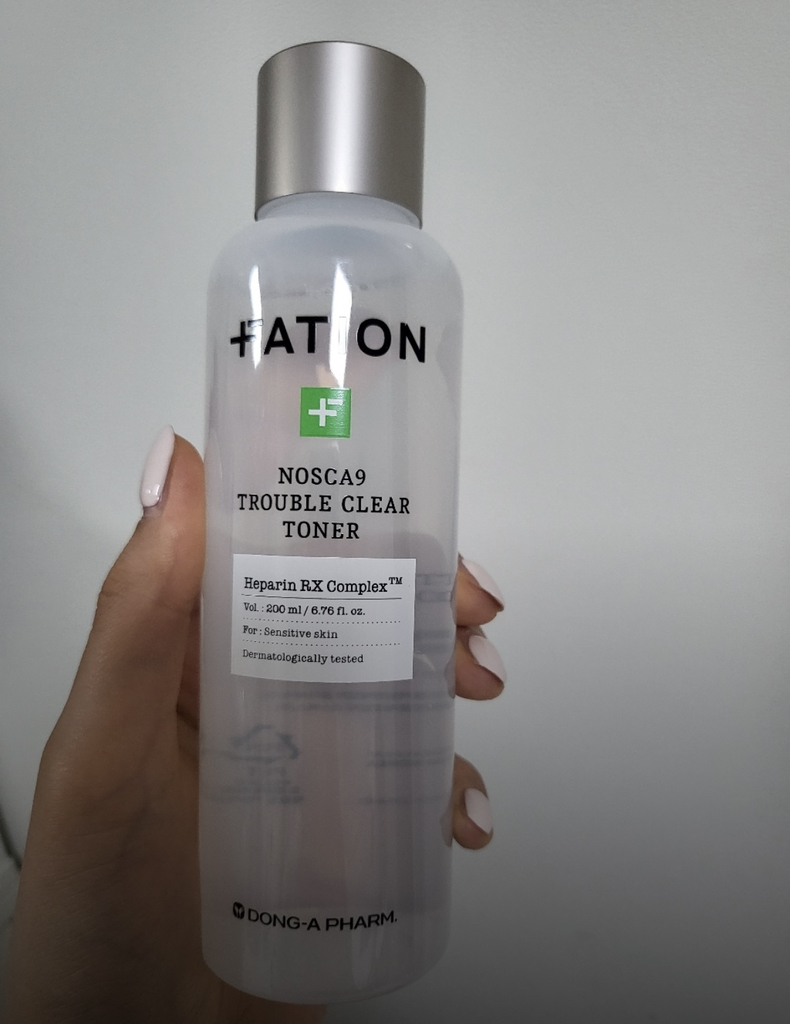 FATION
NOSCA9
TROUBLE CLEAR
TONER
Heparin RX Complex™
Vol. : 200 ml / 6.76 fl. oz.
For : Sensitive skin
Dermatologically tested
DONG-A PHARM.